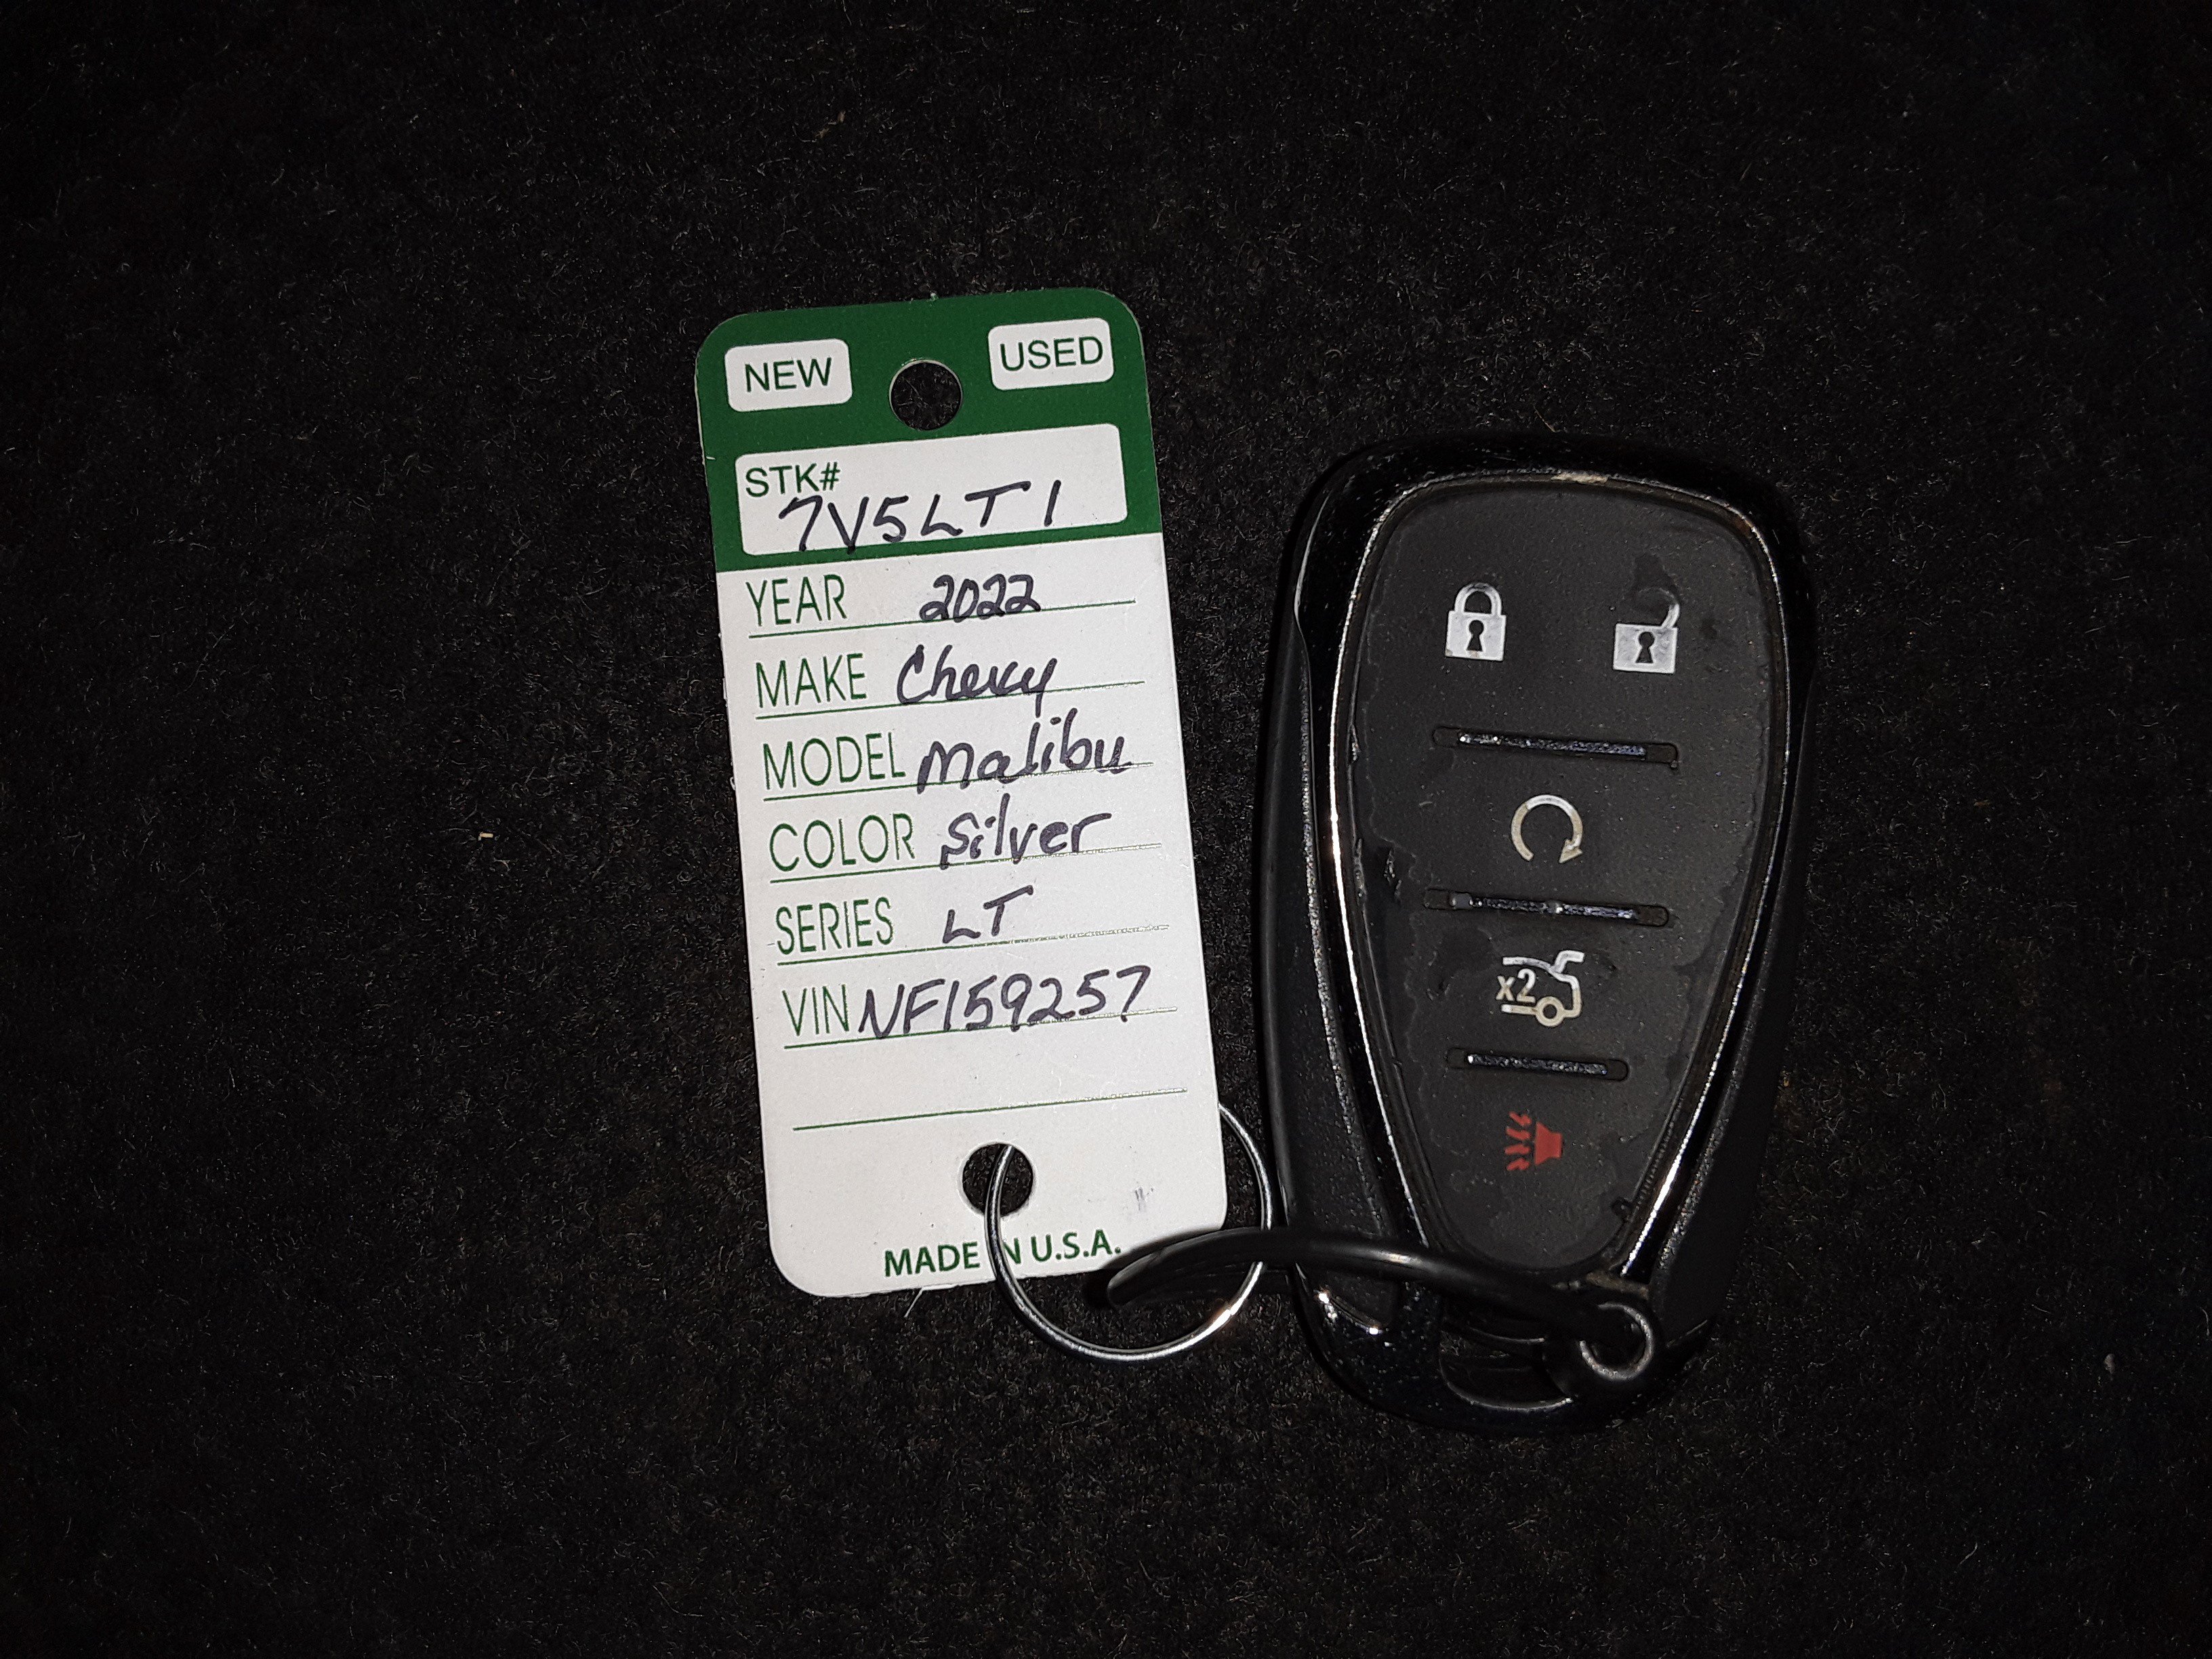 NEW USED
STK#
7V5LT1
YEAR 2022
MAKE Chevy
MODEL Malibu
COLOR Silver
SERIES LT
VIN NF159257
MADE IN U.S.A.
x2